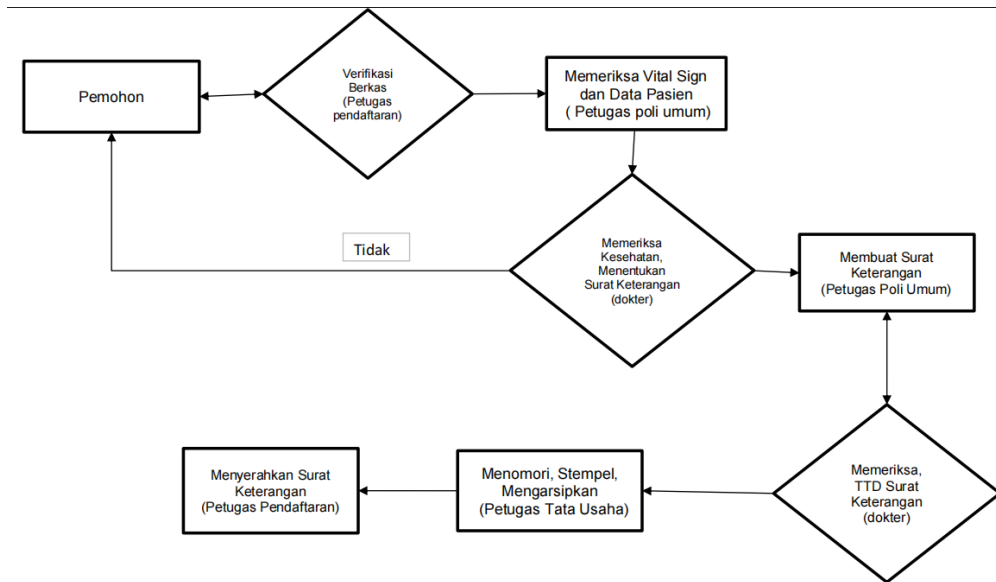 Pemohon
Verifikasi
Berkas
(Petugas
pendaftaran)
Memeriksa Vital Sign
dan Data Pasien
( Petugas poli umum)
Tidak
Memeriksa
Kesehatan,
Menentukan
Surat Keterangan
(dokter)
Membuat Surat
Keterangan
(Petugas Poli Umum)
Menyerahkan Surat
Keterangan
(Petugas Pendaftaran)
Menomori, Stempel,
Mengarsipkan
(Petugas Tata Usaha)
Memeriksa,
TTD Surat
Keterangan
(dokter)